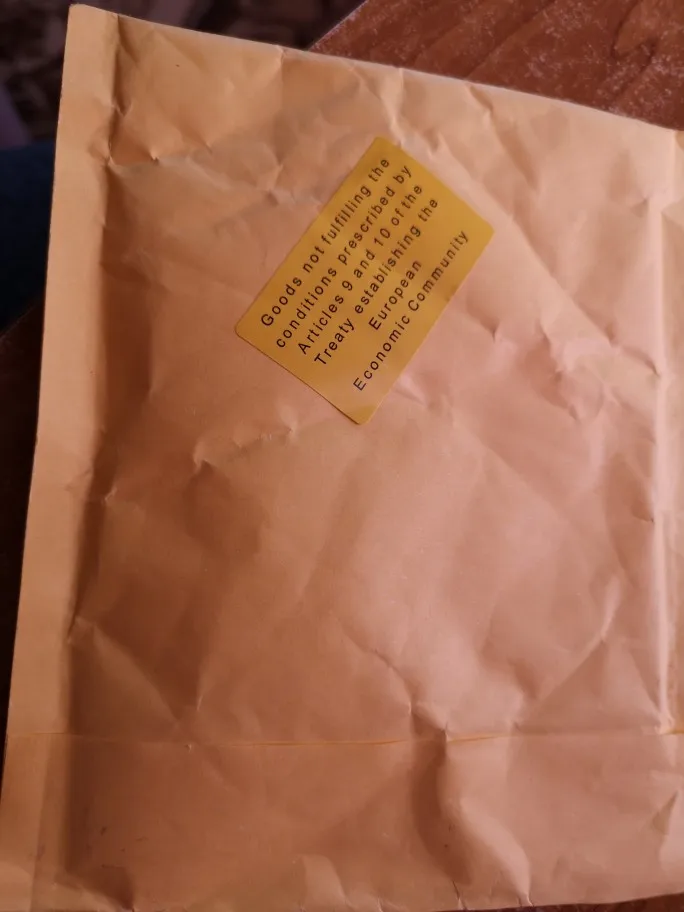 Goods not fulfilling the
conditions prescribed by
Articles 9 and 10 of the
Treaty establishing the
European
Economic Community